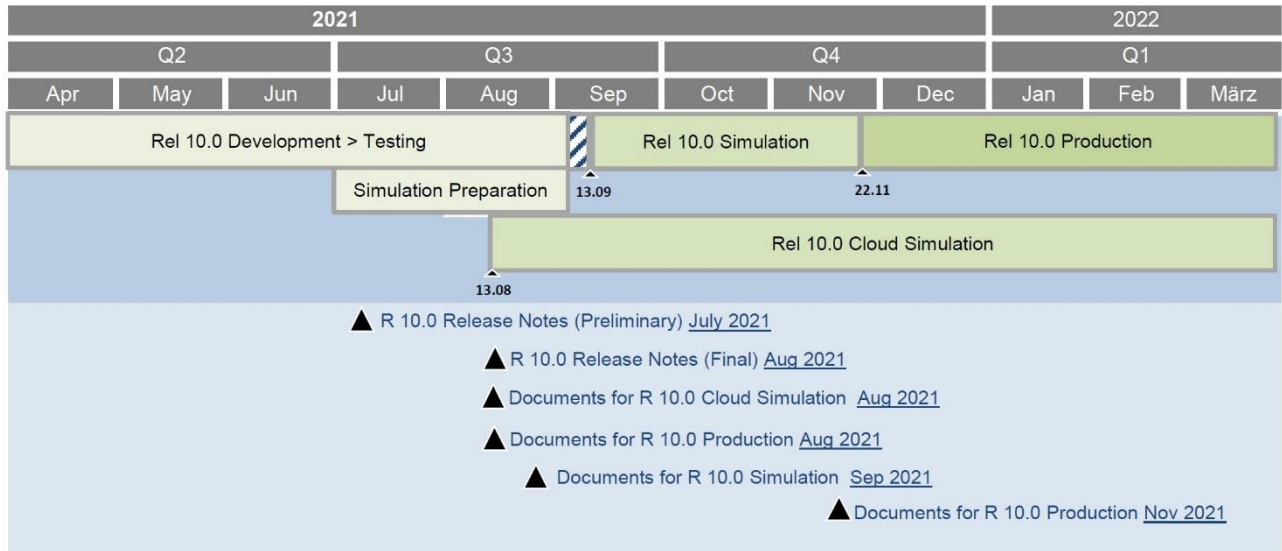 2021 2022
Q2 Q3 Q4 Q1
Apr May Jun Jul Aug Sep Oct Nov Dec Jan Feb März
Rel 10.0 Development > Testing Rel 10.0 Simulation Rel 10.0 Production
Simulation Preparation 13.09 22.11
Rel 10.0 Cloud Simulation
13.08
R 10.0 Release Notes (Preliminary) July 2021
R 10.0 Release Notes (Final) Aug 2021
Documents for R 10.0 Cloud Simulation Aug 2021
Documents for R 10.0 Production Aug 2021
Documents for R 10.0 Simulation Sep 2021
Documents for R 10.0 Production Nov 2021